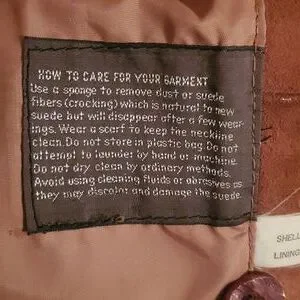 HOW TO CARE FOR YOUR GARMENT
Use a sponge to remove dust or suede
fibers (crocking) which is natural to new
suede but will disappear after a few wear-
ings. Wear a scarf to keep the neckline
clean. Do not store in plastic bag. Do not
attempt to launder by hand or machine.
Do not dry clean by ordinary methods.
Avoid using cleaning fluids or abrasives as
they may discolor and damage the suede.
SHELL
LINING